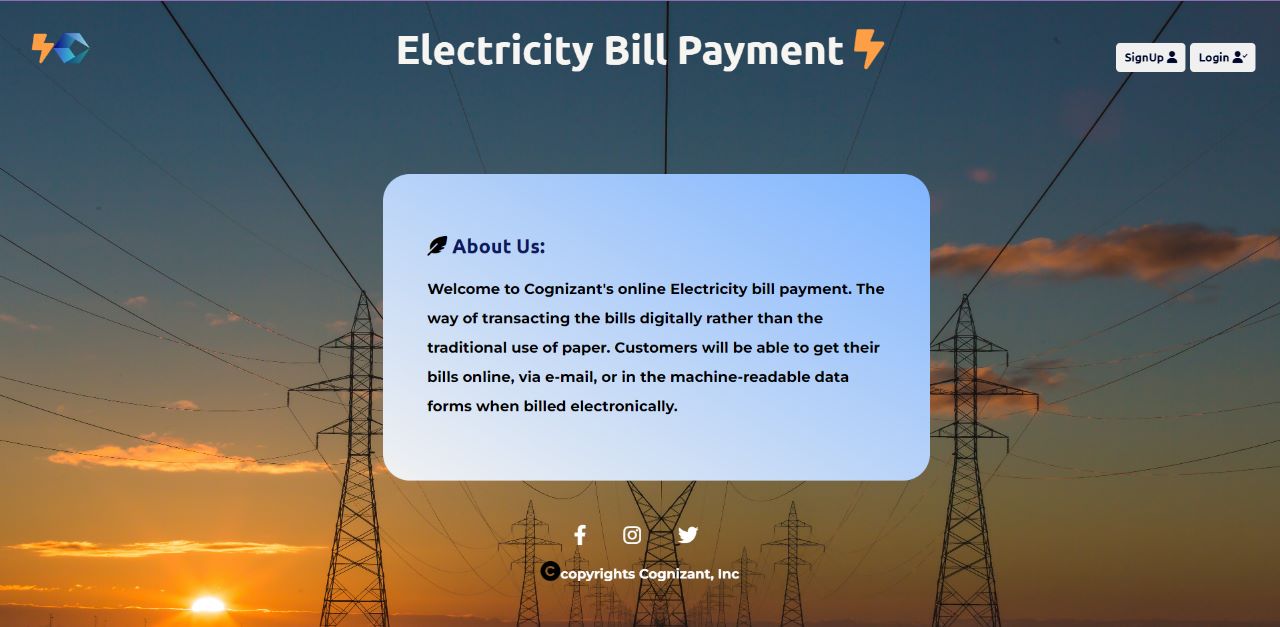 Electricity Bill Payment
SignUp
Login
About Us:
Welcome to Cognizant's online Electricity bill payment. The
way of transacting the bills digitally rather than the
traditional use of paper. Customers will be able to get their
bills online, via e-mail, or in the machine-readable data
forms when billed electronically.
©copyrights Cognizant, Inc